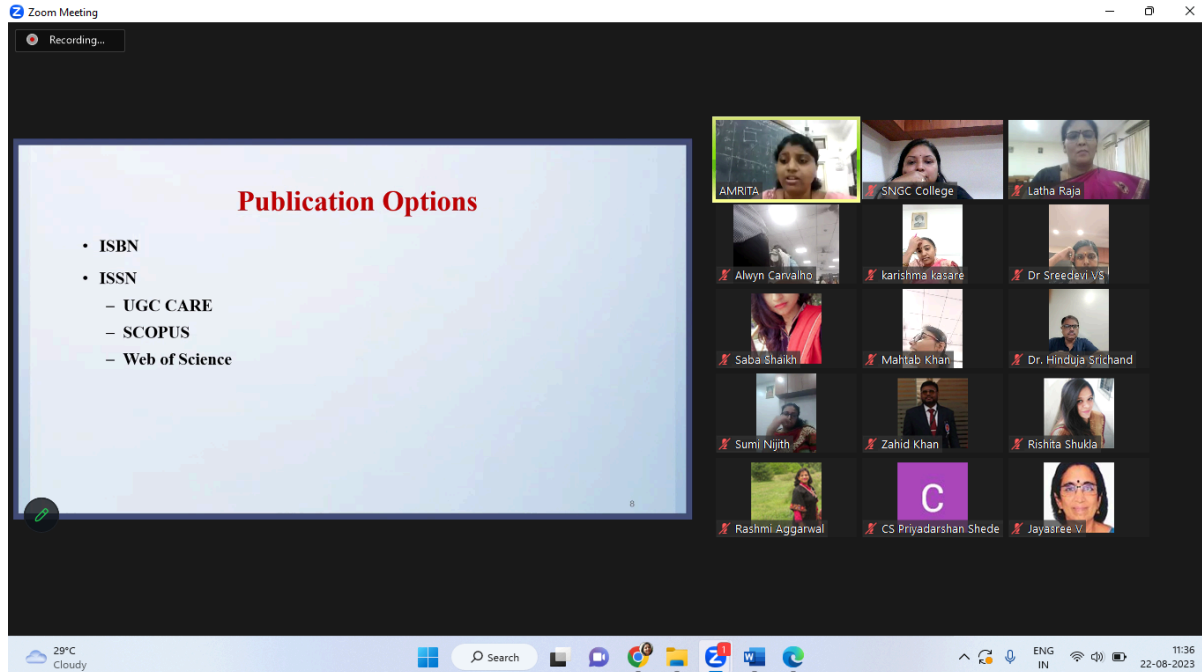 Zoom Meeting
Recording...
Publication Options
• ISBN
• ISSN
– UGC CARE
– SCOPUS
– Web of Science
8
AMRITA
SNGC College
Latha Raja
Alwyn Carvalho
karishma kasare
Dr Sreedevi VS
Saba Shaikh
Mahtab Khan
Dr. Hinduja Srichand
Sumi Nijith
Zahid Khan
Rishita Shukla
Rashmi Aggarwal
C
CS Priyadarshan Shede
Jayasree V
29°C
Cloudy
Search
1
ENG
IN
11:36
22-08-2026